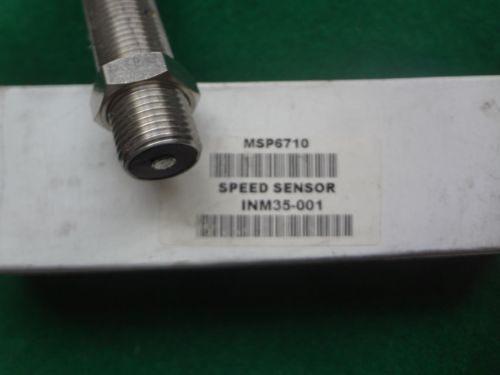 MSP6710
SPEED SENSOR
INM35-001